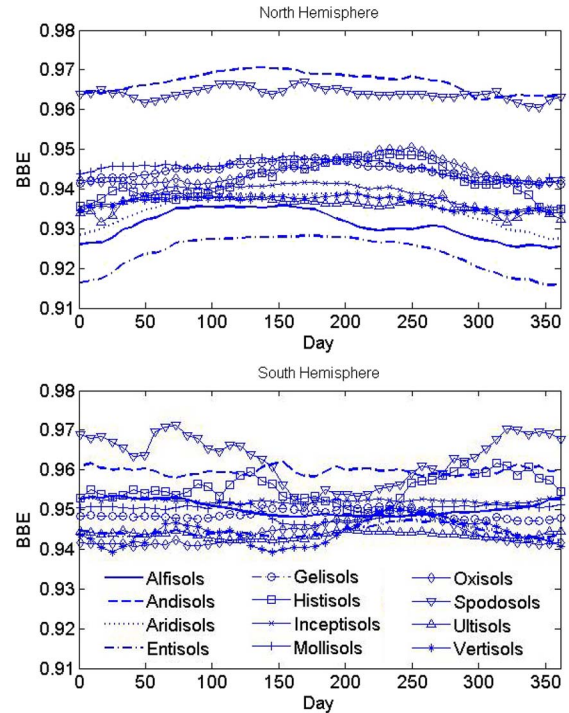 North Hemisphere
0.98
0.97
0.96
0.95
0.94
0.93
0.92
0.91
BBE
0 50 100 150 200 250 300 350
Day
South Hemisphere
0.98
0.97
0.96
0.95
0.94
0.93
0.92
0.91
BBE
Alfisols Gelisols Oxisols
Andisols Histisols Spodosols
Aridisols Inceptisols Ultisols
Entisols Mollisols Vertisols
0 50 100 150 200 250 300 350
Day